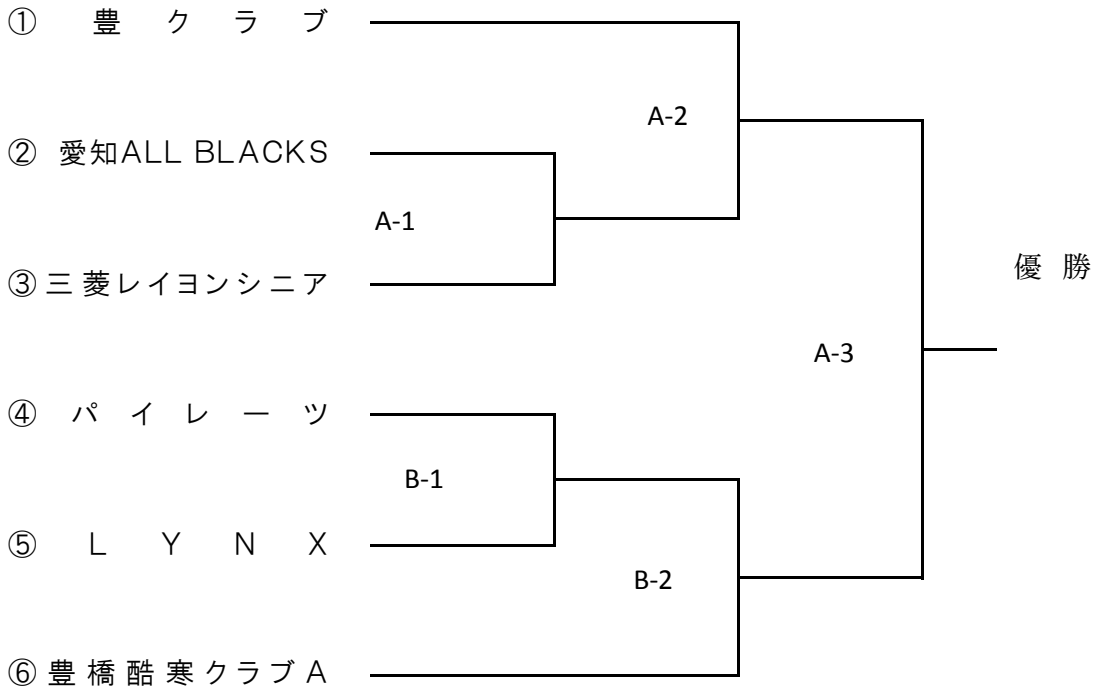 ① 豊クラブ
A-2
② 愛知ALL BLACKS
A-1
③ 三菱レイヨンシニア
優勝
A-3
④ パイレーツ
B-1
⑤ LYNX
B-2
⑥ 豊橋酷寒クラブA